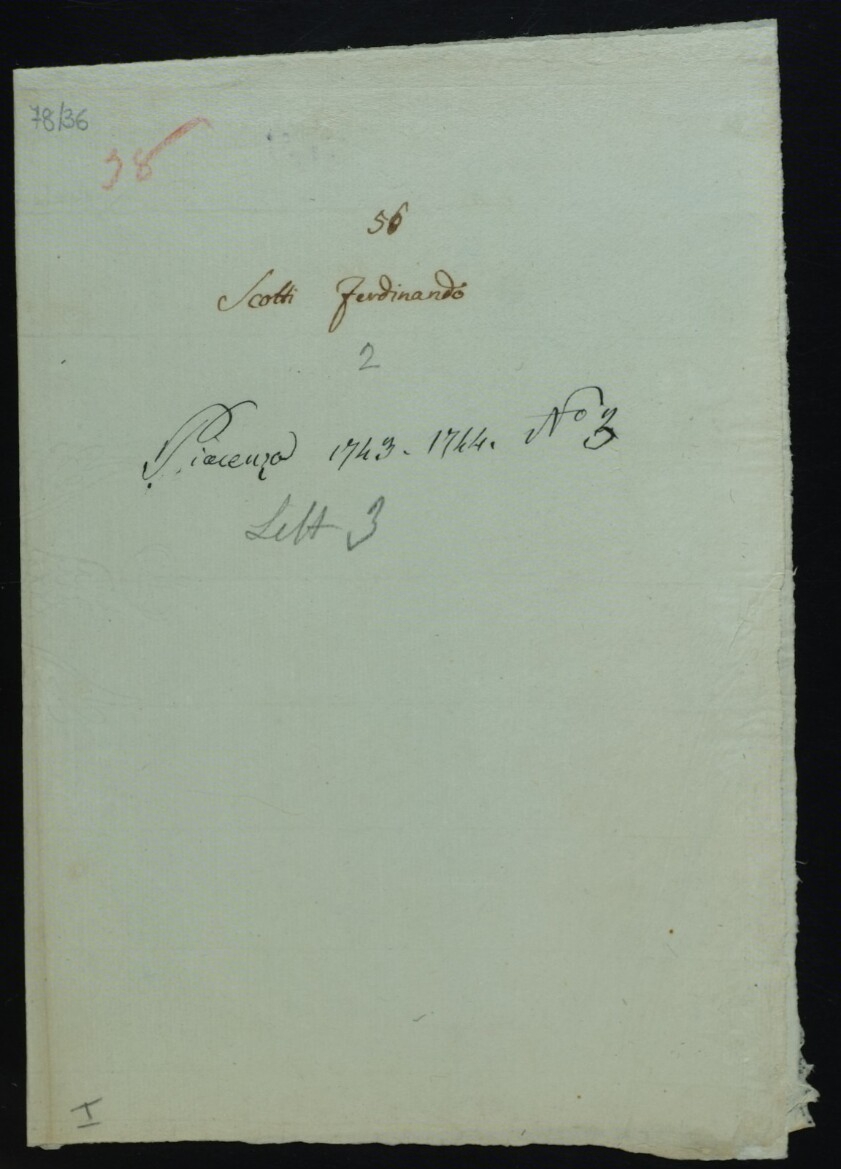 78/36
38
56
Scotti Ferdinando
2
Piacenza 1743. 1744. No 3
Lett 3
I